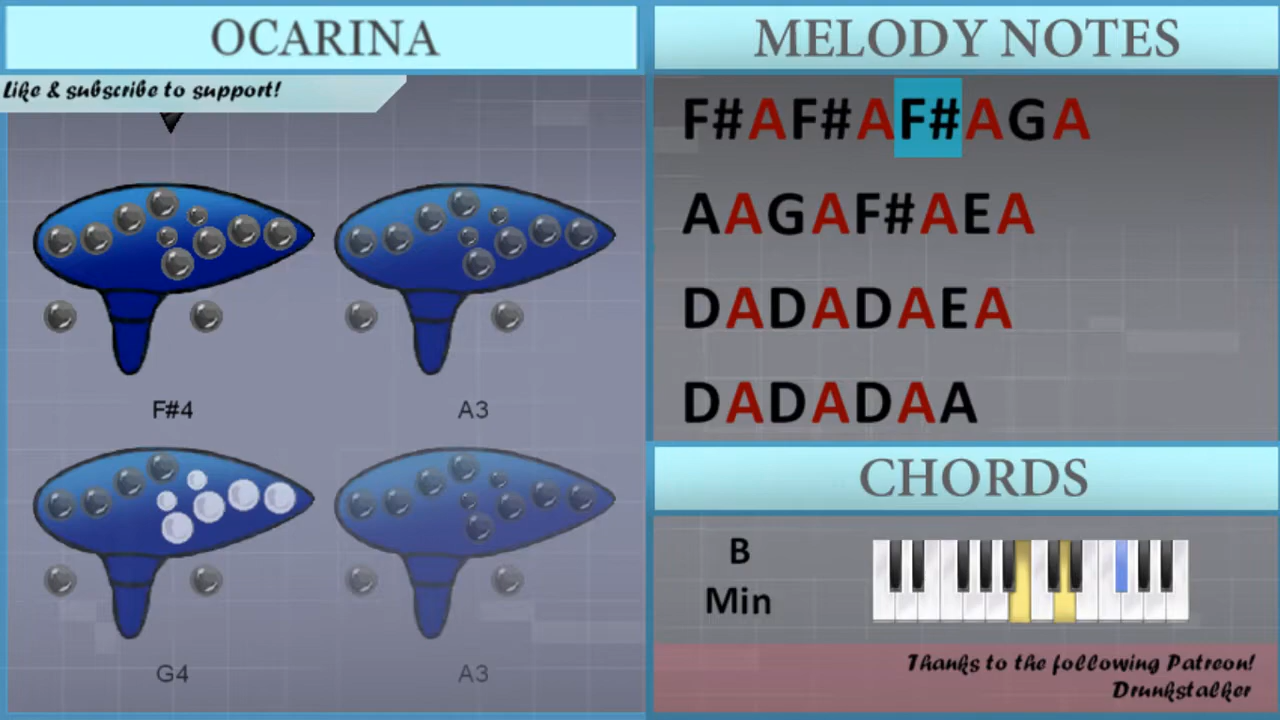 OCARINA
Like & subscribe to support!
F#4
A3
G4
A3
MELODY NOTES
F#AF#AF#AGA
AAGAF#AEA
DADADAEA
DADADAA
CHORDS
B
Min
Thanks to the following Patreon!
Drunkstalker